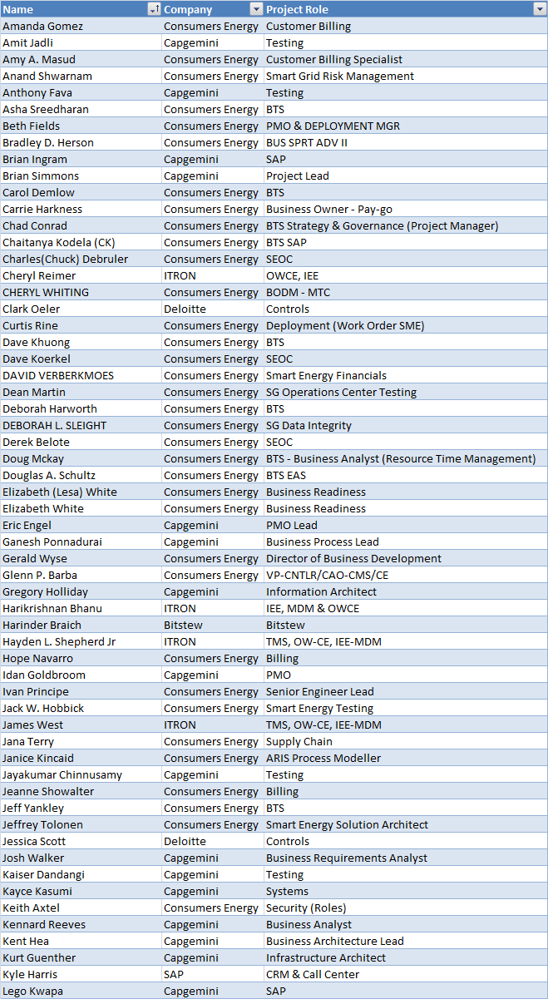 Name Company Project Role
Amanda Gomez Consumers Energy Customer Billing
Amit Jadli Capgemini Testing
Amy A. Masud Consumers Energy Customer Billing Specialist
Anand Shwarnam Consumers Energy Smart Grid Risk Management
Anthony Fava Capgemini Testing
Asha Sreedharan Consumers Energy BTS
Beth Fields Consumers Energy PMO & DEPLOYMENT MGR
Bradley D. Herson Consumers Energy BUS SPRT ADV II
Brian Ingram Capgemini SAP
Brian Simmons Capgemini Project Lead
Carol Demlow Consumers Energy BTS
Carrie Harkness Consumers Energy Business Owner - Pay-go
Chad Conrad Consumers Energy BTS Strategy & Governance (Project Manager)
Chaitanya Kodela (CK) Consumers Energy BTS SAP
Charles(Chuck) Debruler Consumers Energy SEOC
Cheryl Reimer ITRON OWCE, IEE
CHERYL WHITING Consumers Energy BODM - MTC
Clark Oeler Deloitte Controls
Curtis Rine Consumers Energy Deployment (Work Order SME)
Dave Khuong Consumers Energy BTS
Dave Koerkel Consumers Energy SEOC
DAVID VERBERKMOES Consumers Energy Smart Energy Financials
Dean Martin Consumers Energy SG Operations Center Testing
Deborah Harworth Consumers Energy BTS
DEBORAH L. SLEIGHT Consumers Energy SG Data Integrity
Derek Belote Consumers Energy SEOC
Doug Mckay Consumers Energy BTS - Business Analyst (Resource Time Management)
Douglas A. Schultz Consumers Energy BTS EAS
Elizabeth (Lesa) White Consumers Energy Business Readiness
Elizabeth White Consumers Energy Business Readiness
Eric Engel Capgemini PMO Lead
Ganesh Ponnadurai Capgemini Business Process Lead
Gerald Wyse Consumers Energy Director of Business Development
Glenn P. Barba Consumers Energy VP-CNTLR/CAO-CMS/CE
Gregory Holliday Capgemini Information Architect
Harikrishnan Bhanu ITRON IEE, MDM & OWCE
Harinder Braich Bitstew Bitstew
Hayden L. Shepherd Jr ITRON TMS, OW-CE, IEE-MDM
Hope Navarro Consumers Energy Billing
Idan Goldbroom Capgemini PMO
Ivan Principe Consumers Energy Senior Engineer Lead
Jack W. Hobbick Consumers Energy Smart Energy Testing
James West ITRON TMS, OW-CE, IEE-MDM
Jana Terry Consumers Energy Supply Chain
Janice Kincaid Consumers Energy ARIS Process Modeller
Jayakumar Chinnusamy Capgemini Testing
Jeanne Showalter Consumers Energy Billing
Jeff Yankley Consumers Energy BTS
Jeffrey Tolonen Consumers Energy Smart Energy Solution Architect
Jessica Scott Deloitte Controls
Josh Walker Capgemini Business Requirements Analyst
Kaiser Dandangi Capgemini Testing
Kayce Kasumi Capgemini Systems
Keith Axtel Consumers Energy Security (Roles)
Kennard Reeves Capgemini Business Analyst
Kent Hea Capgemini Business Architecture Lead
Kurt Guenther Capgemini Infrastructure Architect
Kyle Harris SAP CRM & Call Center
Lego Kwapa Capgemini SAP